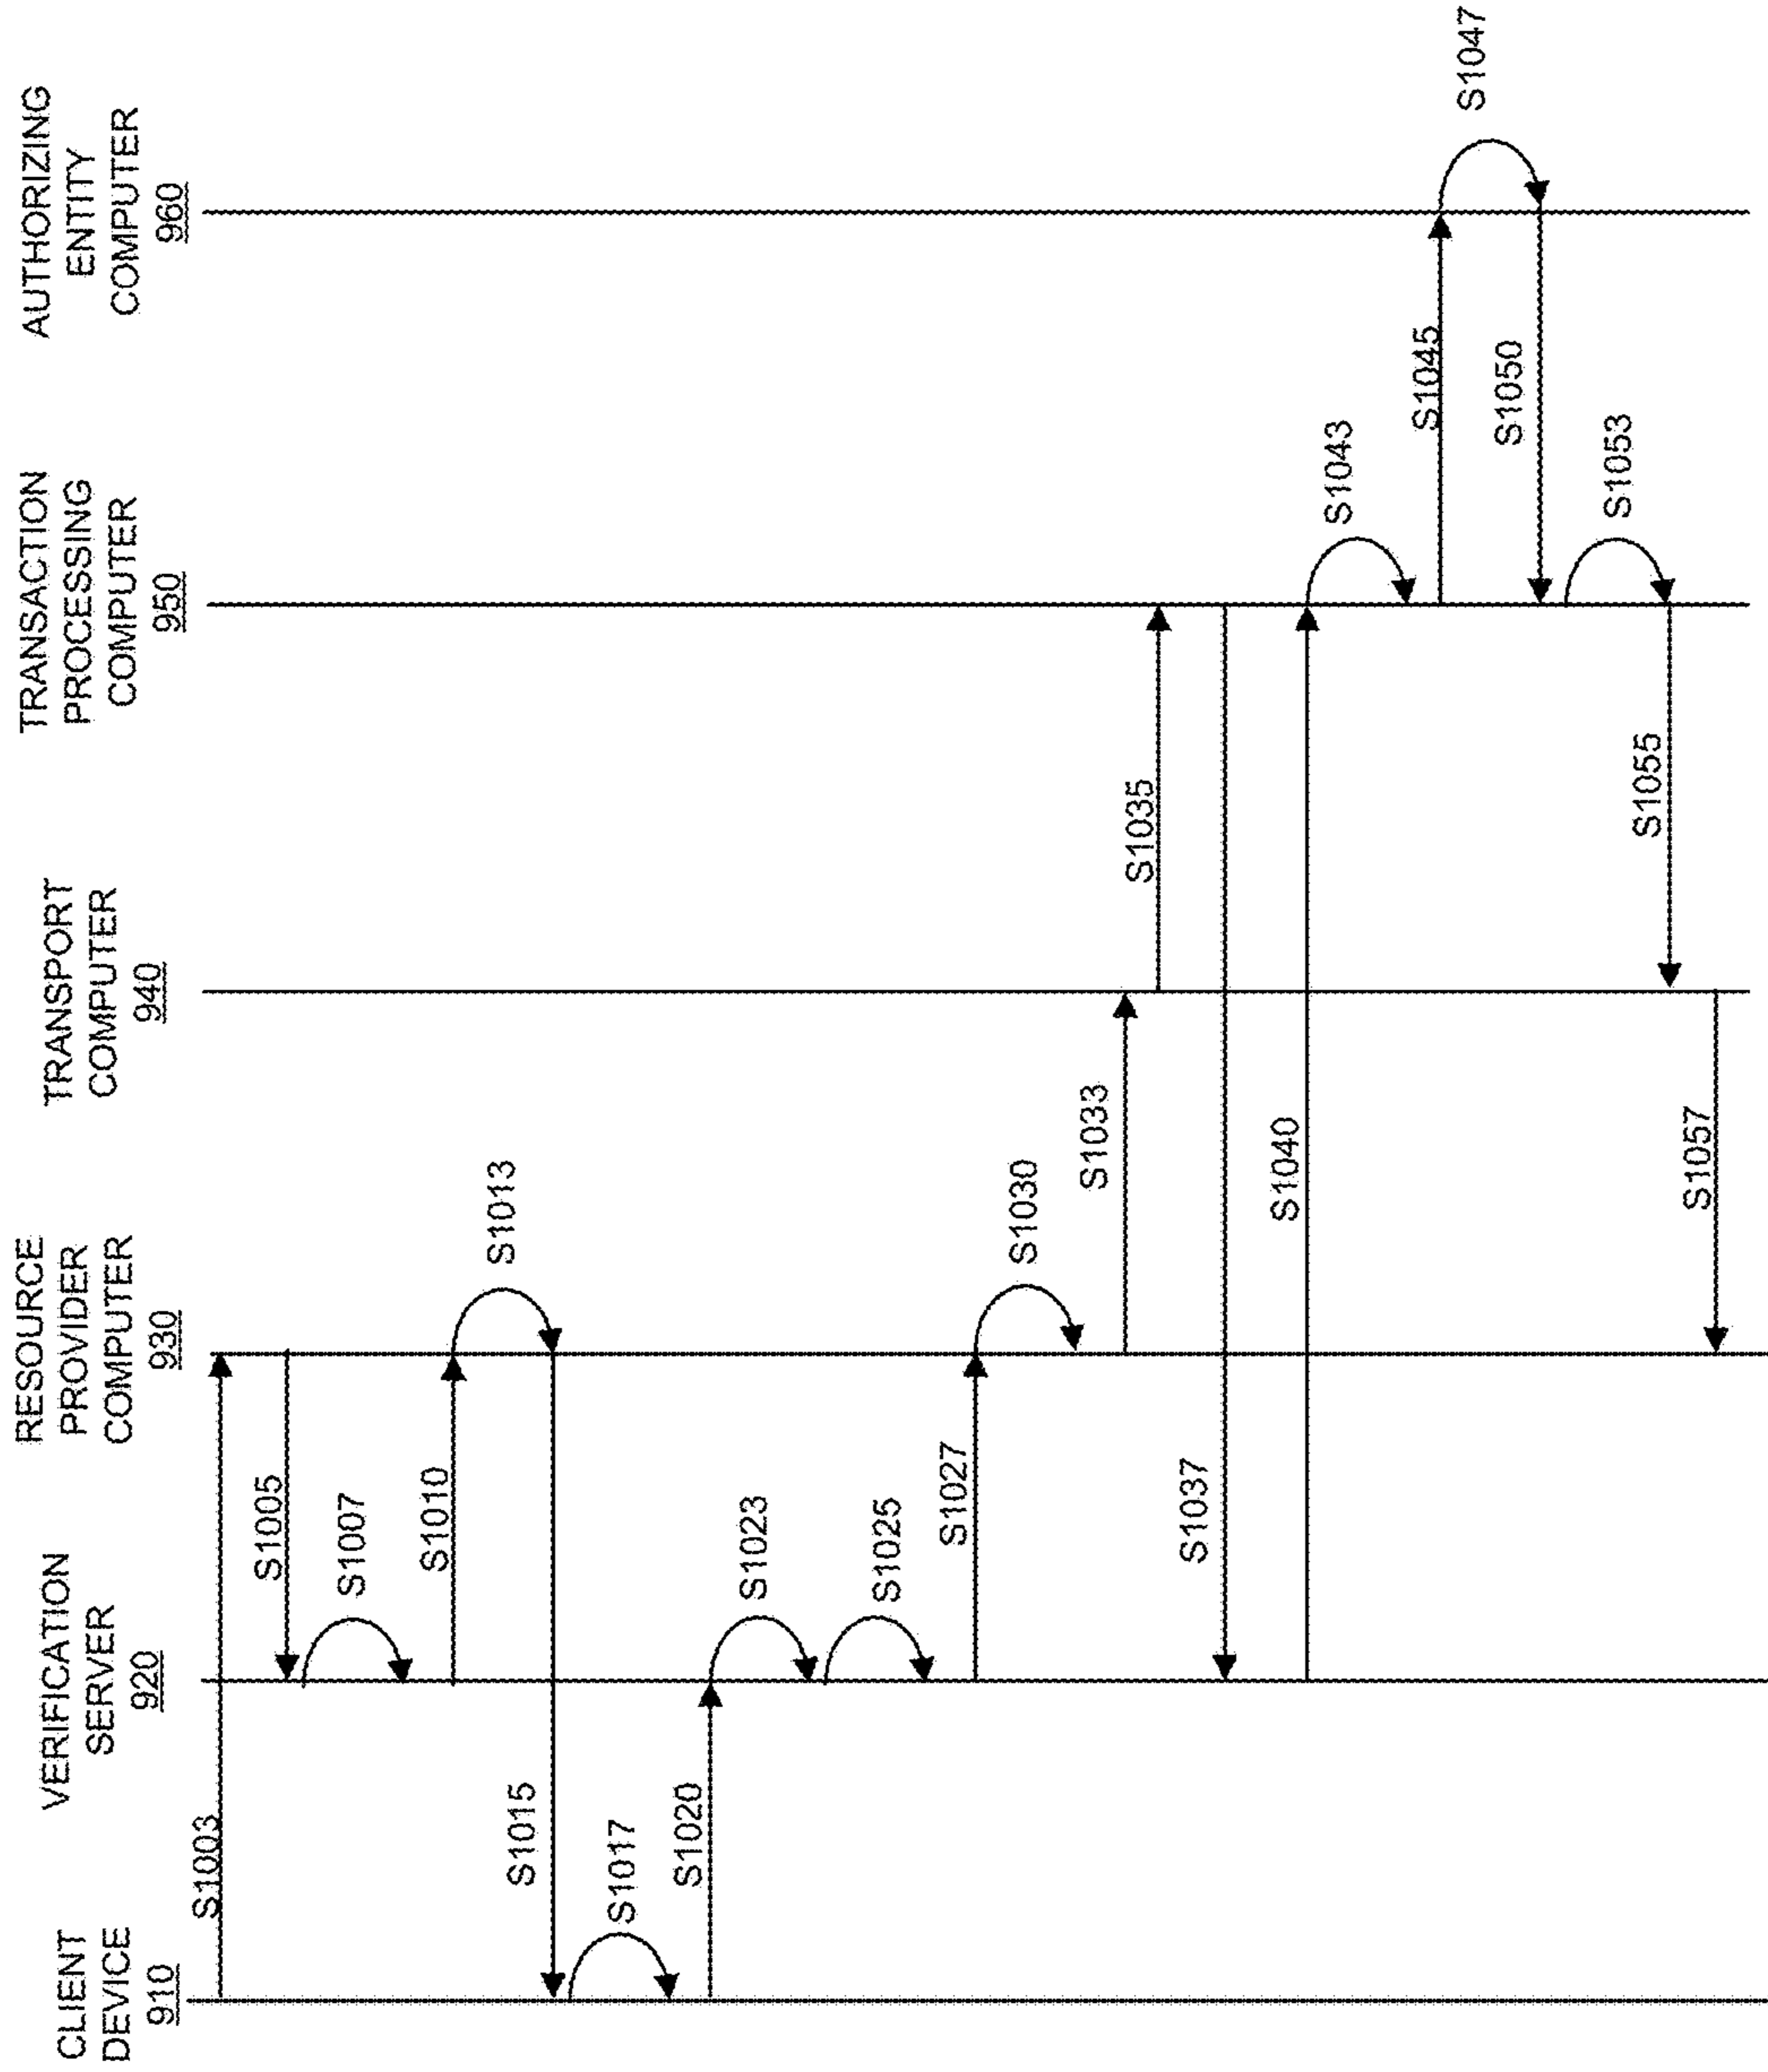 CLIENT
DEVICE
910
VERIFICATION
SERVER
920
RESOURCE
PROVIDER
COMPUTER
930
TRANSPORT
COMPUTER
940
TRANSACTION
PROCESSING
COMPUTER
950
AUTHORIZING
ENTITY
COMPUTER
960
S1003
S1005
S1007
S1010
S1013
S1015
S1017
S1020
S1023
S1025
S1027
S1030
S1033
S1035
S1037
S1040
S1043
S1045
S1047
S1050
S1053
S1055
S1057